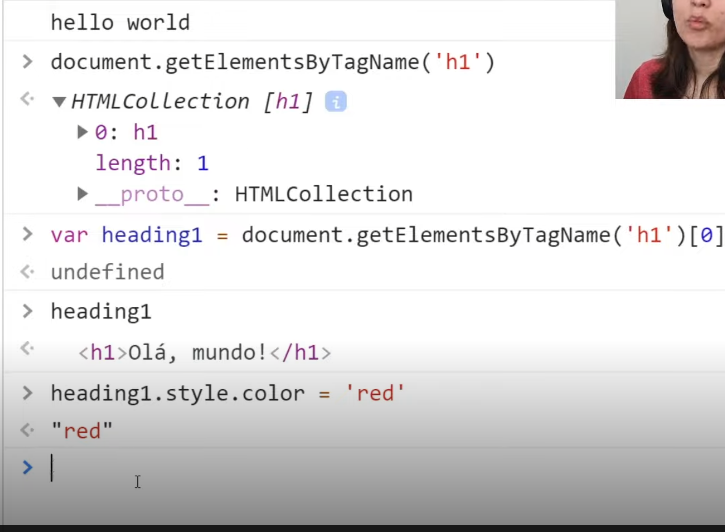 hello world
> document.getElementsByTagName('h1')
<· ▼HTMLCollection [h1] i
▶0: h1
length: 1
▶__proto__: HTMLCollection
> var heading1 = document.getElementsByTagName('h1')[0]
<· undefined
> heading1
<· <h1>Olá, mundo!</h1>
> heading1.style.color = 'red'
<· "red"
>